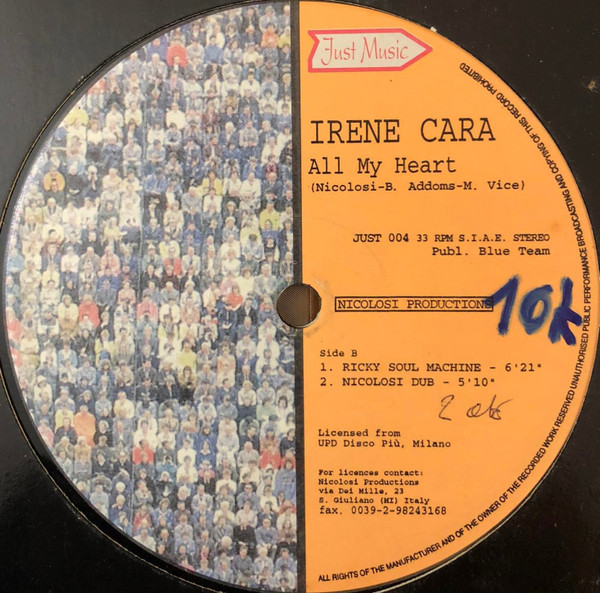 Just Music
IRENE CARA
All My Heart
(Nicolosi-B. Addoms-M. Vice)
JUST 004 33 RPM S.I.A.E. STEREO
Publ. Blue Team
NICOLOSI PRODUCTIONS
Side B
1. RICKY SOUL MACHINE - 6'21"
2. NICOLOSI DUB - 5'10"
2
Licensed from
UPD Disco Più, Milano
For licences contact:
Nicolosi Productions
via Dei Mille, 23
S. Giuliano (MI) Italy
fax. 0039-2-98243168
ALL RIGHTS OF THE MANUFACTURER AND OF THE OWNER OF THE RECORDED WORK RESERVED UNAUTHORISED PUBLIC PERFORMANCE BROADCASTING AND COPYING OF THIS RECORD PROHIBITED